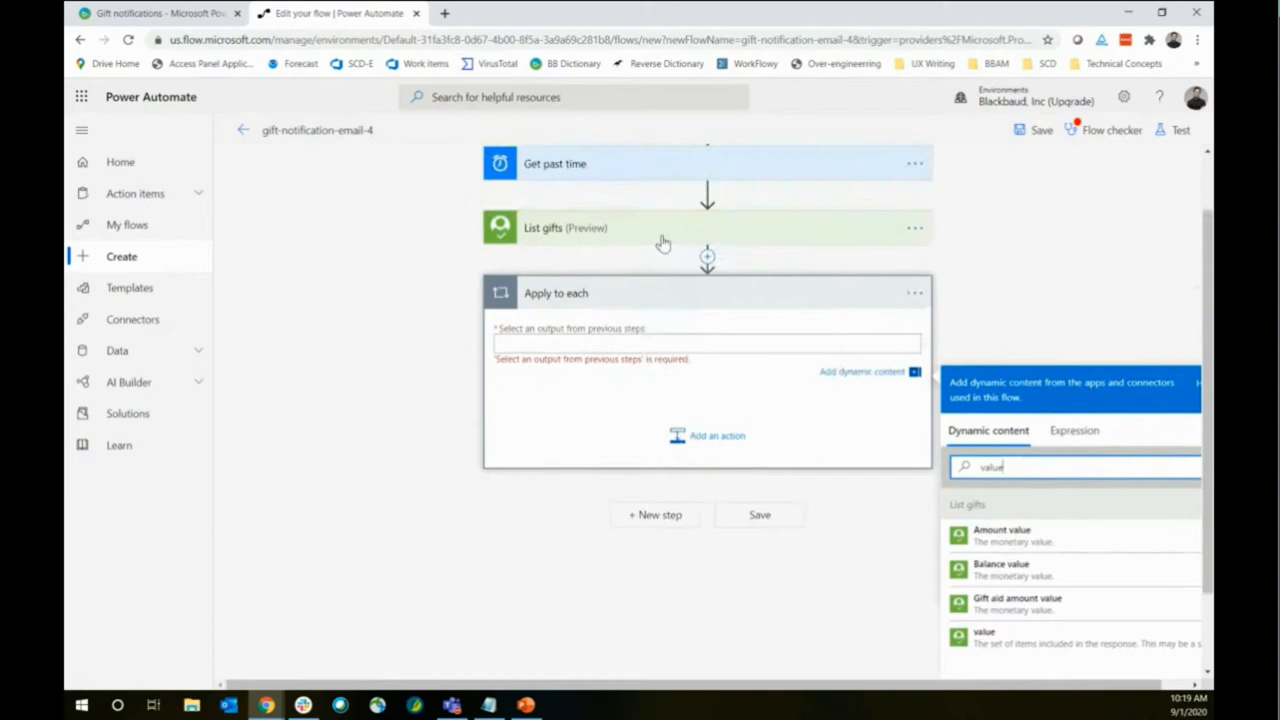 Gift notifications - Microsoft Pow
Edit your flow | Power Automate
us.flow.microsoft.com/manage/environments/Default-31fa3fc8-0d67-4b00-8f5a-3a9a69c281b8/flows/new?newFlowName=gift-notification-email-4&trigger=providers%2FMicrosoft.Pro...
Drive Home
Access Panel Applic...
Forecast
SCD-E
Work items
VirusTotal
BB Dictionary
Reverse Dictionary
WorkFlowy
Over-engineering
UX Writing
BBAM
SCD
Technical Concepts
Power Automate
Search for helpful resources
Environments
Blackbaud, Inc (Upgrade)
gift-notification-email-4
Save
Flow checker
Test
Home
Action items
My flows
Create
Templates
Connectors
Data
AI Builder
Solutions
Learn
Get past time
List gifts (Preview)
Apply to each
* Select an output from previous steps
'Select an output from previous steps' is required.
Add dynamic content
Add an action
+ New step
Save
Add dynamic content from the apps and connectors
used in this flow.
Dynamic content
Expression
value
List gifts
Amount value
The monetary value.
Balance value
The monetary value.
Gift aid amount value
The monetary value.
value
The set of items included in the response. This may be a s
10:19 AM
9/1/2020